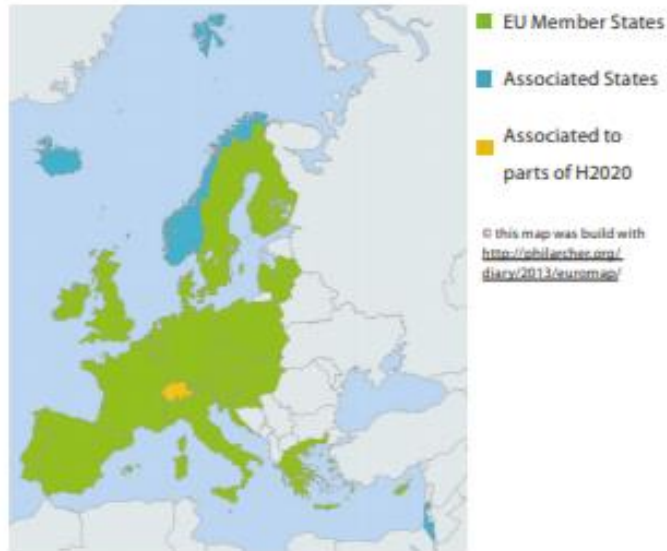 EU Member States
Associated States
Associated to
parts of H2020
© this map was build with
http://philarcher.org/
diary/2013/euromap/